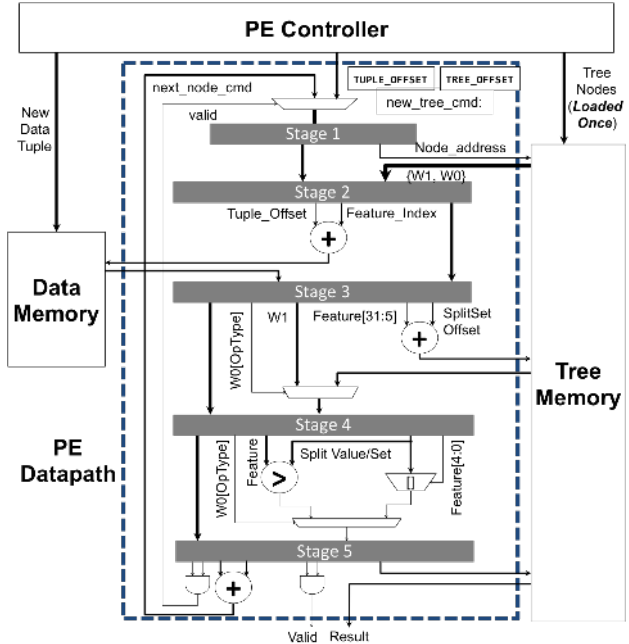 PE Controller
TUPLE_OFFSET
TREE_OFFSET
next_node_cmd
new_tree_cmd:
New
Data
Tuple
Tree
Nodes
(Loaded
Once)
valid
Stage 1
Node_address
{W1, W0}
Stage 2
Tuple_Offset
Feature_Index
+
Data
Memory
Stage 3
W0[OpType]
W1
Feature[31:5]
SplitSet
Offset
+
Tree
Memory
Stage 4
PE
Datapath
W0[OpType]
Feature
>
Split Value/Set
[]
Feature[4:0]
Stage 5
+
Valid
Result